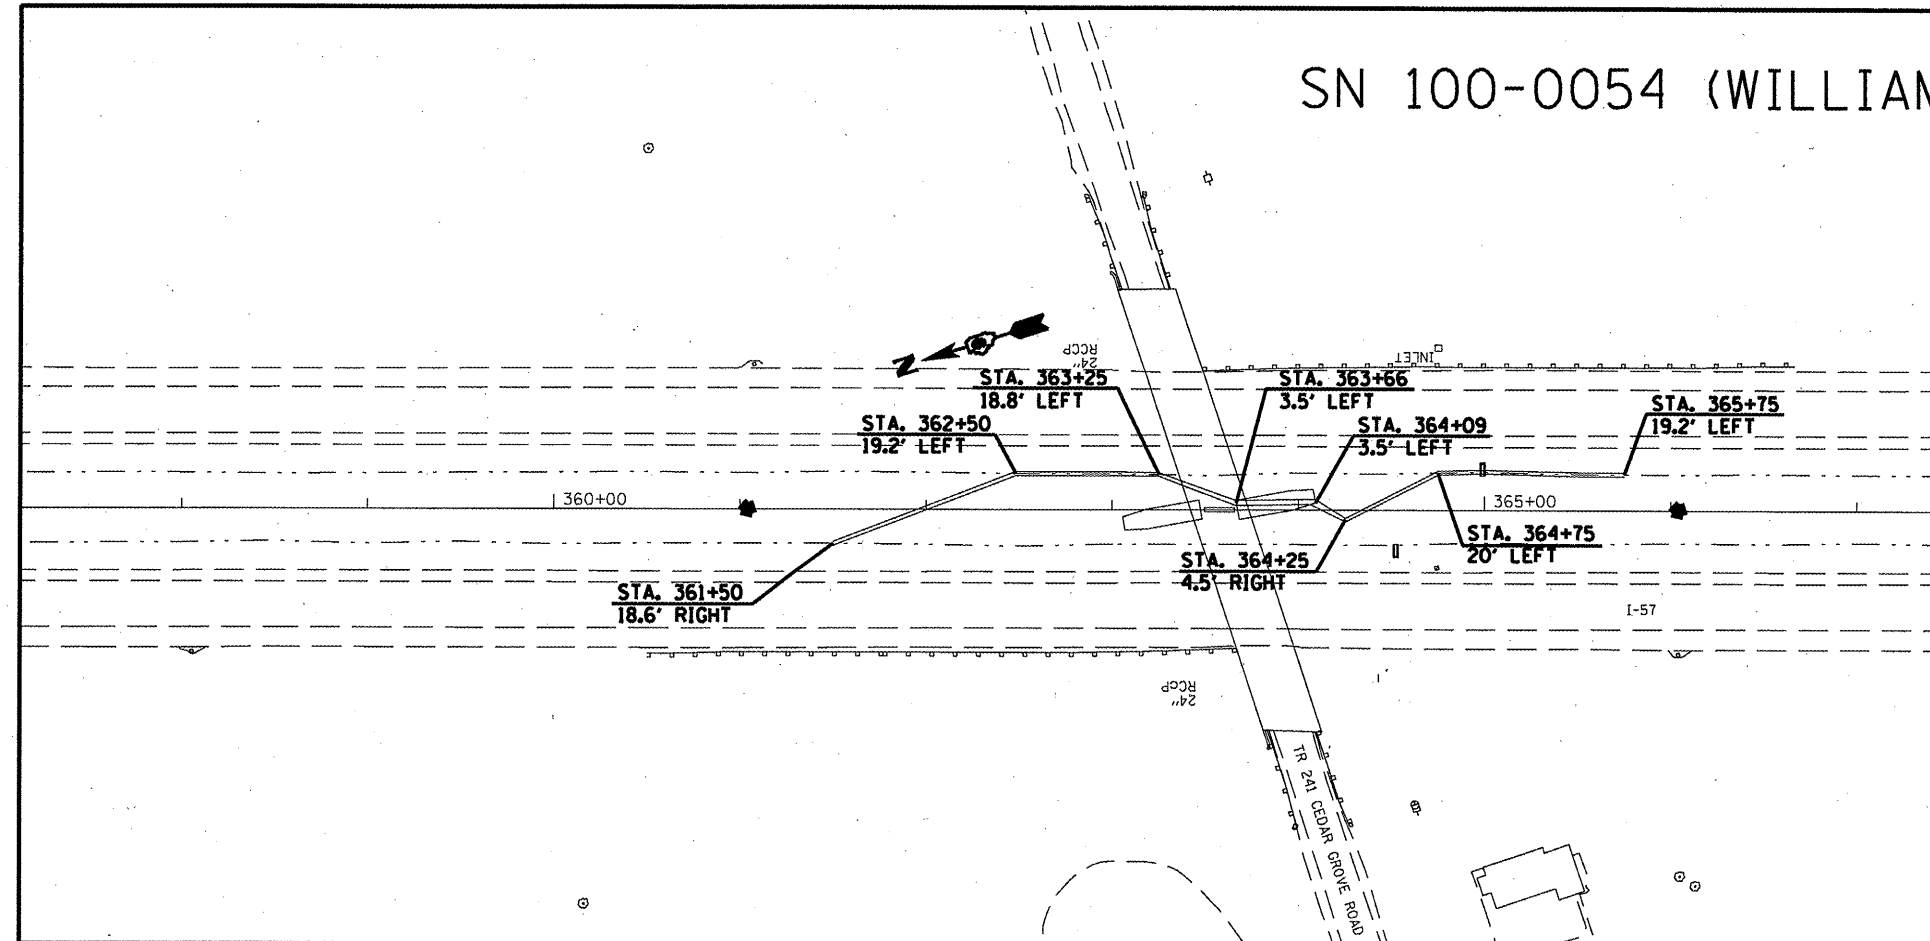 SN 100-0054 (WILLIAM
24"
RCCP
INLET
N
STA. 363+25
18.8' LEFT
STA. 363+66
3.5' LEFT
STA. 365+75
19.2' LEFT
STA. 362+50
19.2' LEFT
STA. 364+09
3.5' LEFT
360+00
365+00
STA. 364+75
20' LEFT
STA. 364+25
4.5' RIGHT
STA. 361+50
18.6' RIGHT
I-57
24"
RCCP
TR 241 CEDAR GROVE ROAD